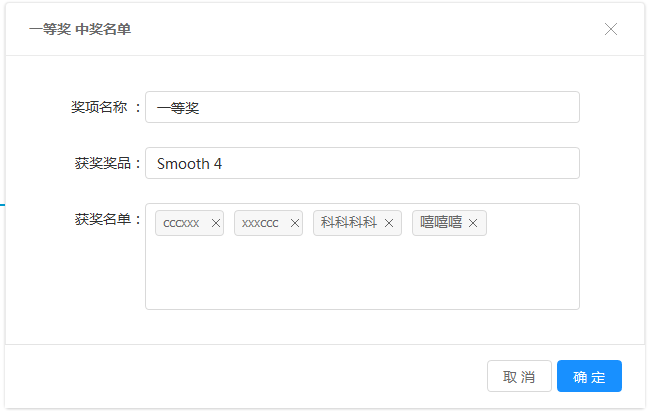 一等奖 中奖名单
奖项名称 : 一等奖
获奖奖品 : Smooth 4
获奖名单 : cccxxx xxxccc 科科科科 嘻嘻嘻
取 消 确 定